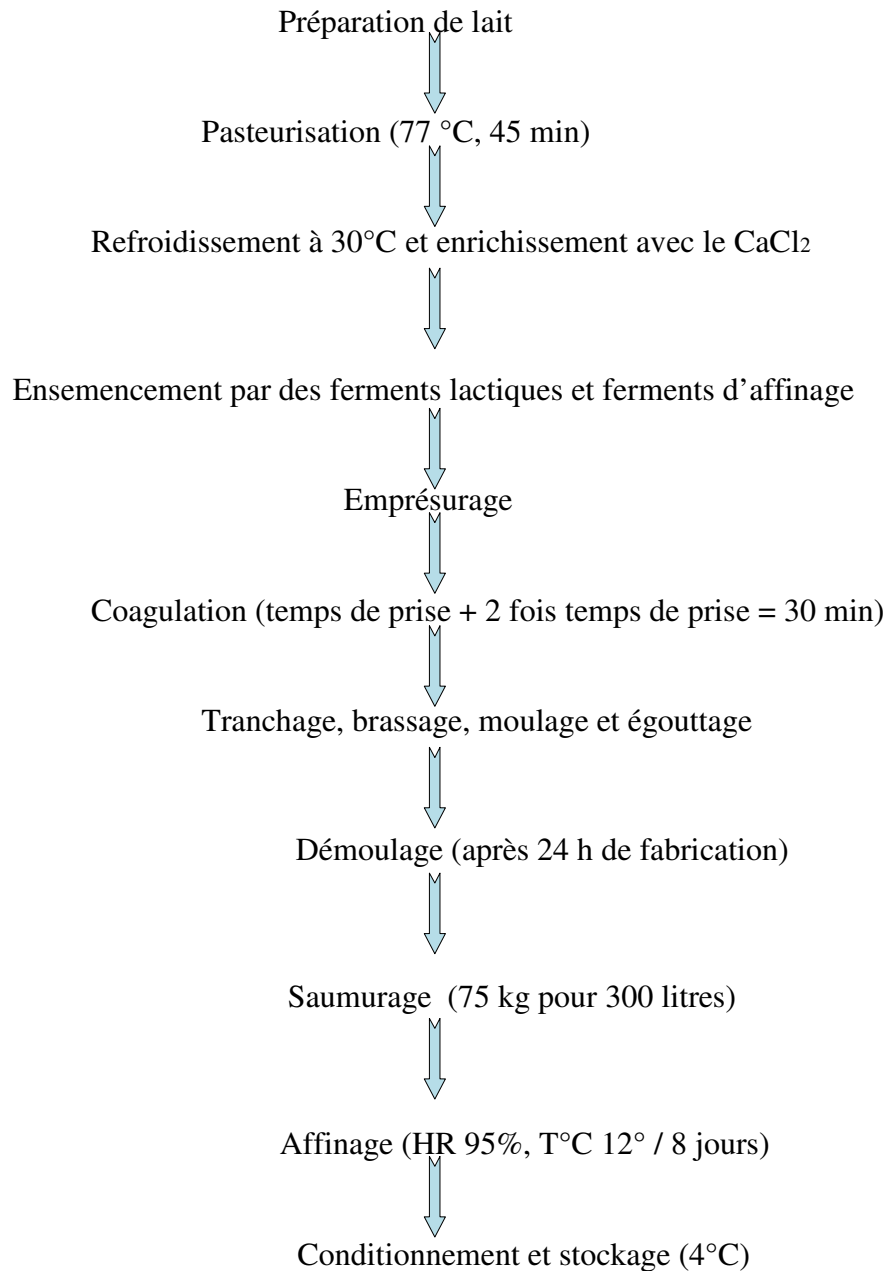 Préparation de lait
Pasteurisation (77 °C, 45 min)
Refroidissement à 30°C et enrichissement avec le CaCl2
Ensemencement par des ferments lactiques et ferments d’affinage
Emprésurage
Coagulation (temps de prise + 2 fois temps de prise = 30 min)
Tranchage, brassage, moulage et égouttage
Démoulage (après 24 h de fabrication)
Saumurage  (75 kg pour 300 litres)
Affinage (HR 95%, T°C 12° / 8 jours)
Conditionnement et stockage (4°C)